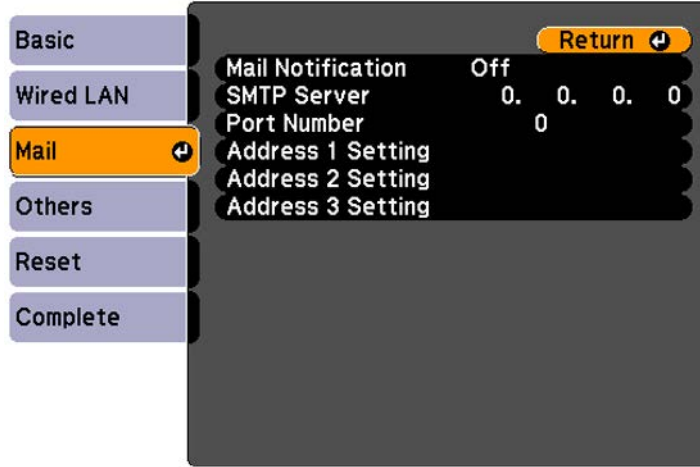 Basic
Wired LAN
Mail
Others
Reset
Complete
Return
Mail Notification Off
SMTP Server 0. 0. 0. 0
Port Number 0
Address 1 Setting
Address 2 Setting
Address 3 Setting